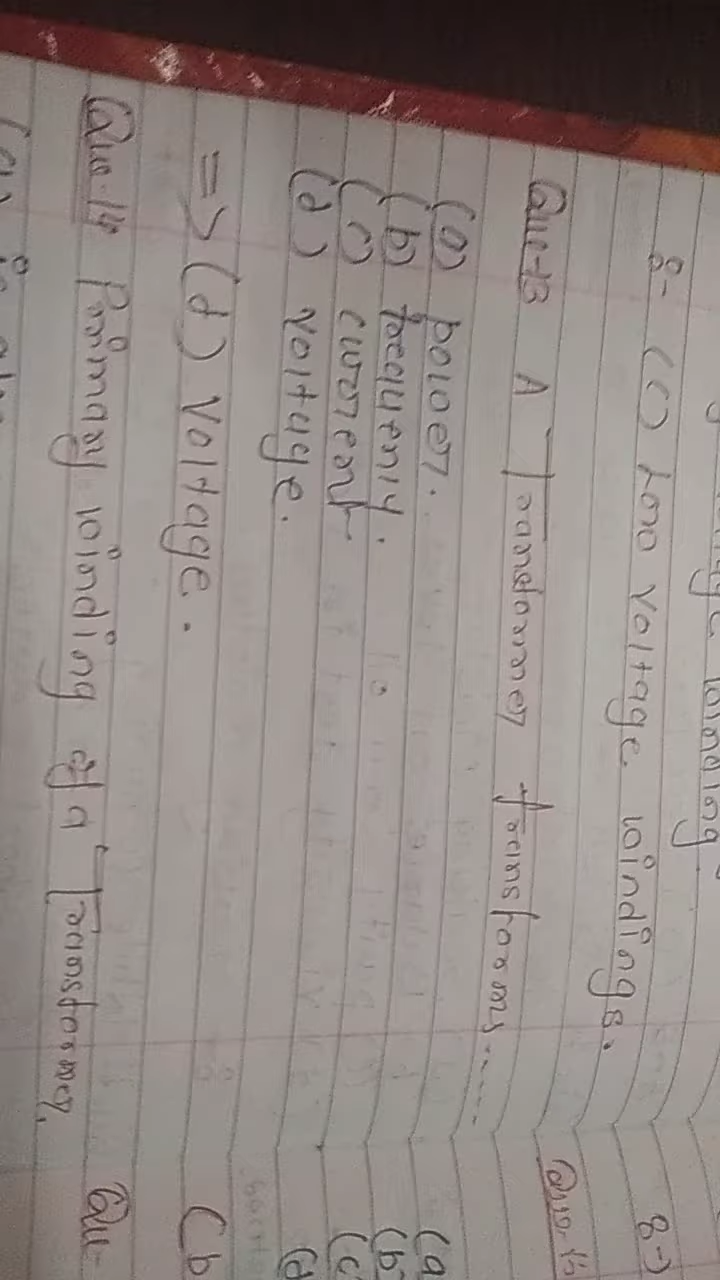 winding
8- (c) Low voltage windings.
Que-13 A Transformer transforms......
(a) power.
(b) frequency.
(c) current
(d) voltage.
=> (d) voltage.
Que-14 Primary winding of a Transformer,
8->
Que-15
(a
(b
(c
(d
(b
Que-